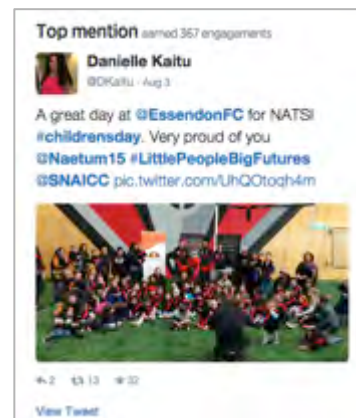 Top mention earned 367 engagements
Danielle Kaitu
@DKaitu · Aug 3
A great day at @EssendonFC for NATSI
#childrensday. Very proud of you
@Naetum15 #LittlePeopleBigFutures
@SNAICC pic.twitter.com/UhQOtoqh4m
2 13 32
View Tweet